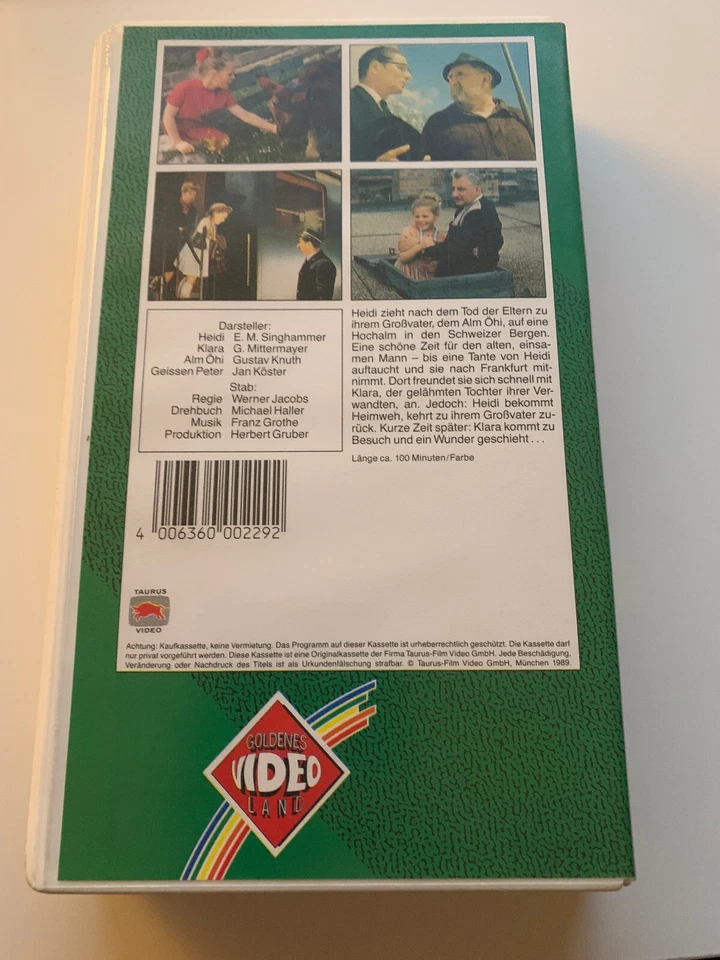 Darsteller:
Heidi E. M. Singhammer
Klara G. Mittermayer
Alm Öhi Gustav Knuth
Geissen Peter Jan Köster
Stab:
Regie Werner Jacobs
Drehbuch Michael Haller
Musik Franz Grothe
Produktion Herbert Gruber
Heidi zieht nach dem Tod der Eltern zu
ihrem Großvater, dem Alm Öhi, auf eine
Hochalm in den Schweizer Bergen.
Eine schöne Zeit für den alten, einsa-
men Mann – bis eine Tante von Heidi
auftaucht und sie nach Frankfurt mit-
nimmt. Dort freundet sie sich schnell mit
Klara, der gelähmten Tochter ihrer Ver-
wandten, an. Jedoch: Heidi bekommt
Heimweh, kehrt zu ihrem Großvater zu-
rück. Kurze Zeit später: Klara kommt zu
Besuch und ein Wunder geschieht . . .
Länge ca. 100 Minuten/Farbe
4 006360 002292
TAURUS
VIDEO
Achtung: Kaufkassette, keine Vermietung. Das Programm auf dieser Kassette ist urheberrechtlich geschützt. Die Kassette darf
nur privat vorgeführt werden. Diese Kassette ist eine Originalkassette der Firma Taurus-Film Video GmbH. Jede Beschädigung,
Veränderung oder Nachdruck des Titels ist als Urkundenfälschung strafbar. © Taurus-Film Video GmbH, München 1989.
GOLDENES
VIDEO
LAND